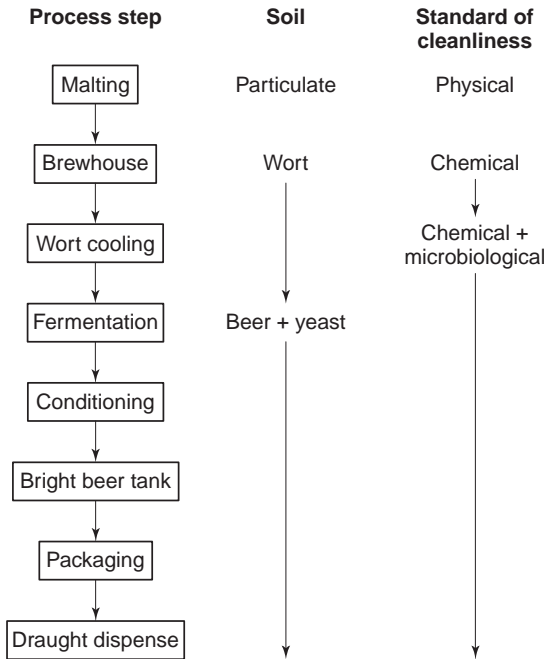 Process step
Soil
Standard of
cleanliness
Malting
Particulate
Physical
Brewhouse
Wort
Chemical
Wort cooling
Chemical +
microbiological
Fermentation
Beer + yeast
Conditioning
Bright beer tank
Packaging
Draught dispense